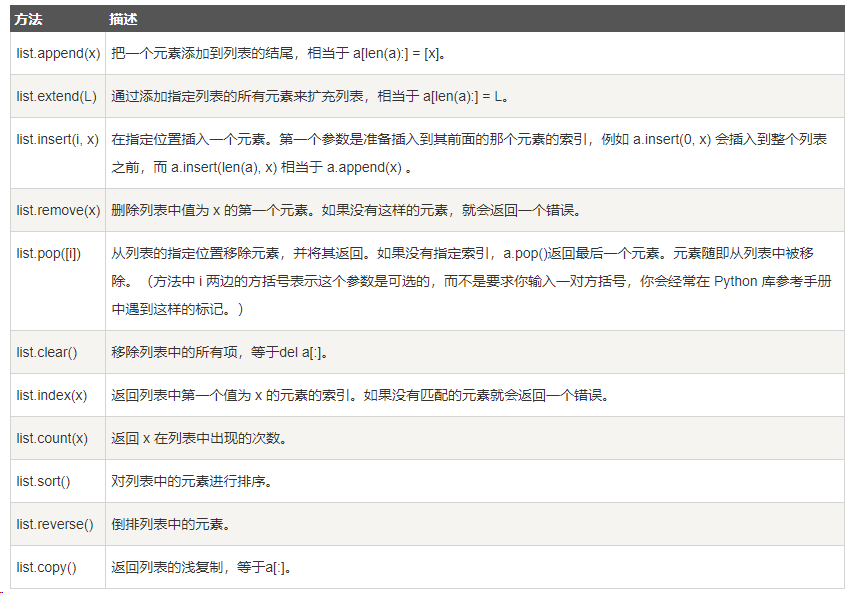 方法 描述
list.append(x) 把一个元素添加到列表的结尾，相当于 a[len(a):] = [x]。
list.extend(L) 通过添加指定列表的所有元素来扩充列表，相当于 a[len(a):] = L。
list.insert(i, x) 在指定位置插入一个元素。第一个参数是准备插入到其前面的那个元素的索引，例如 a.insert(0, x) 会插入到整个列表
之前，而 a.insert(len(a), x) 相当于 a.append(x) 。
list.remove(x) 删除列表中值为 x 的第一个元素。如果没有这样的元素，就会返回一个错误。
list.pop([i]) 从列表的指定位置移除元素，并将其返回。如果没有指定索引，a.pop()返回最后一个元素。元素随即从列表中被移
除。（方法中 i 两边的方括号表示这个参数是可选的，而不是要求你输入一对方括号，你会经常在 Python 库参考手册
中遇到这样的标记。）
list.clear() 移除列表中的所有项，等于del a[:]。
list.index(x) 返回列表中第一个值为 x 的元素的索引。如果没有匹配的元素就会返回一个错误。
list.count(x) 返回 x 在列表中出现的次数。
list.sort() 对列表中的元素进行排序。
list.reverse() 倒排列表中的元素。
list.copy() 返回列表的浅复制，等于a[:]。